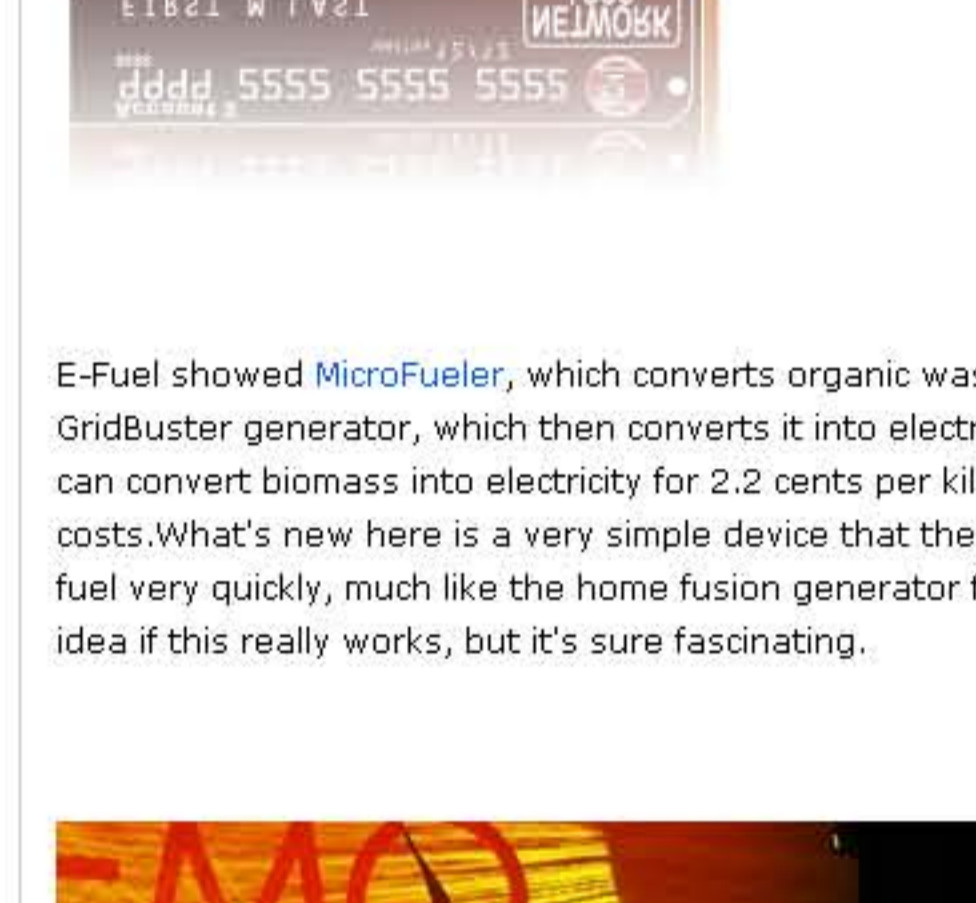 FIRST M LAST
NETWORK
5555 5555 5555
E-Fuel showed MicroFueler, which converts organic was
GridBuster generator, which then converts it into electr
can convert biomass into electricity for 2.2 cents per kil
costs.What's new here is a very simple device that the
fuel very quickly, much like the home fusion generator f
idea if this really works, but it's sure fascinating.
EMO